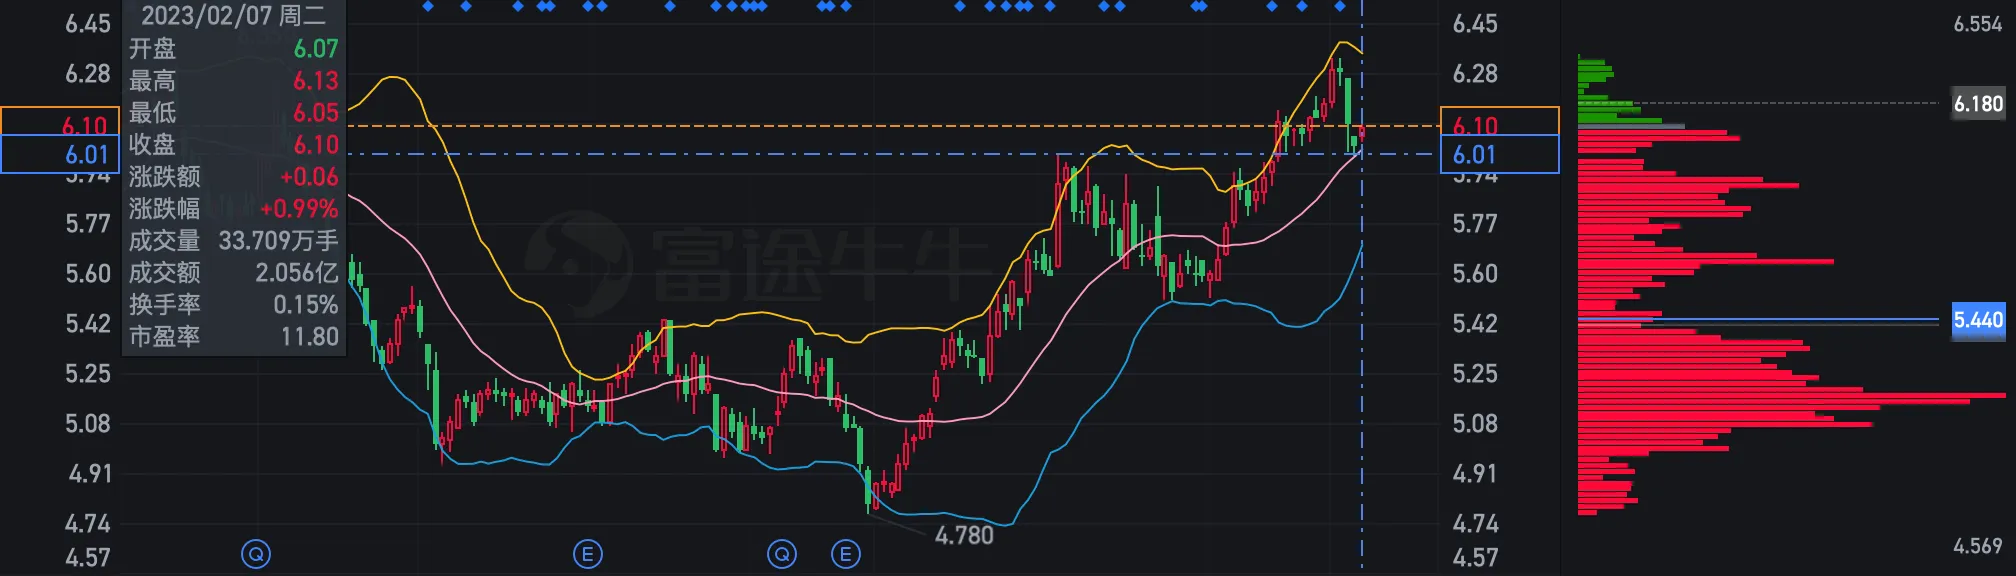 6.45
6.28
6.10
6.01
5.94
5.77
5.60
5.42
5.25
5.08
4.91
4.74
4.57
2023/02/07 周二
开盘 6.07
最高 6.13
最低 6.05
收盘 6.10
涨跌额 +0.06
涨跌幅 +0.99%
成交量 33.709万手
成交额 2.056亿
换手率 0.15%
市盈率 11.80
富途牛牛
4.780
Q E Q E
6.45
6.28
6.10
6.01
5.94
5.77
5.60
5.42
5.25
5.08
4.91
4.74
4.57
6.554
6.180
5.440
4.569